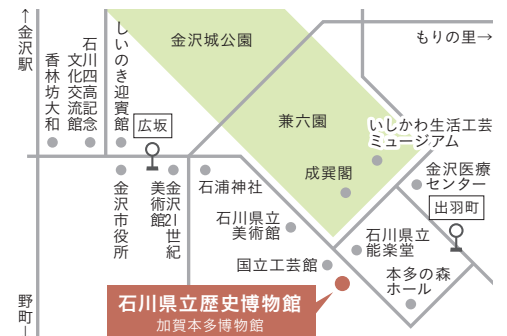 ↑金沢駅
香林坊大和
石川四高記念
文化交流館
しいのき迎賓館
金沢城公園
もりの里→
広坂
兼六園
いしかわ生活工芸
ミュージアム
成巽閣
金沢医療
センター
出羽町
金沢市役所
金沢21世紀
美術館
石浦神社
石川県立
美術館
石川県立
能楽堂
国立工芸館
本多の森
ホール
石川県立歴史博物館
加賀本多博物館
野町↓